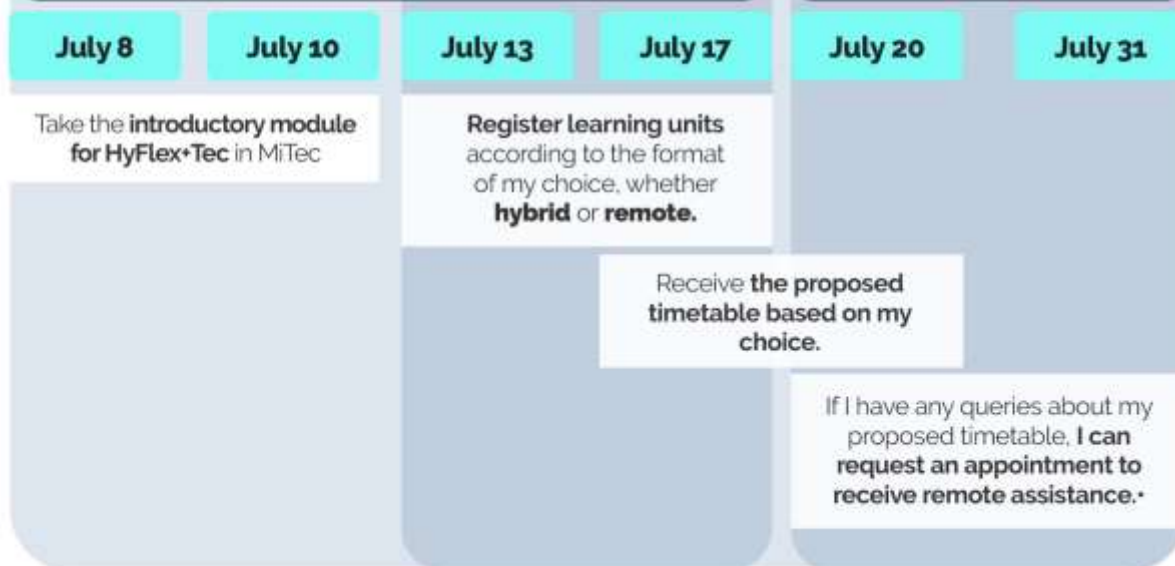 July 8
July 10
July 13
July 17
July 20
July 31
Take the introductory module
for HyFlex+Tec in MiTec
Register learning units
according to the format
of my choice, whether
hybrid or remote.
Receive the proposed
timetable based on my
choice.
If I have any queries about my
proposed timetable, I can
request an appointment to
receive remote assistance.*